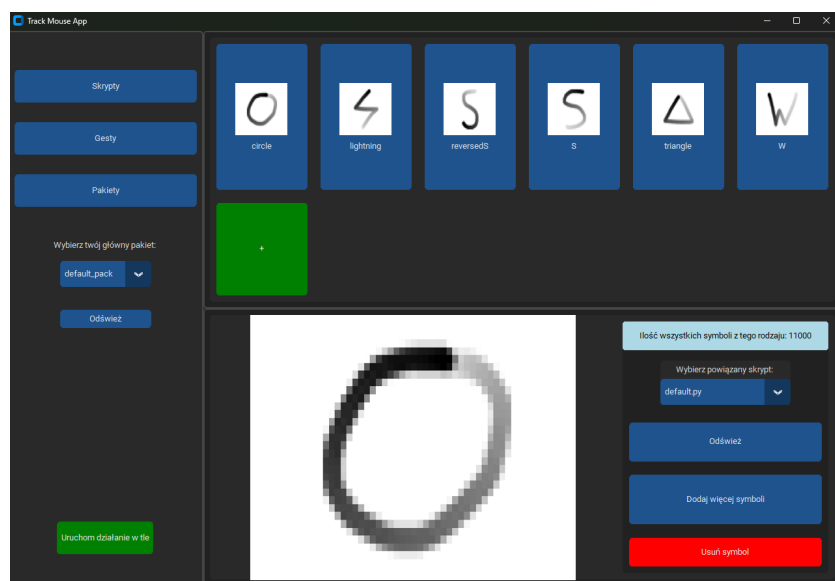 Track Mouse App
Skrypty
Gesty
Pakiety
Wybierz twój główny pakiet:
default_pack
Odśwież
Uruchom działanie w tle
circle
lightning
reversedS
S
triangle
W
+
Ilość wszystkich symboli z tego rodzaju: 11000
Wybierz powiązany skrypt:
default.py
Odśwież
Dodaj więcej symboli
Usuń symbol